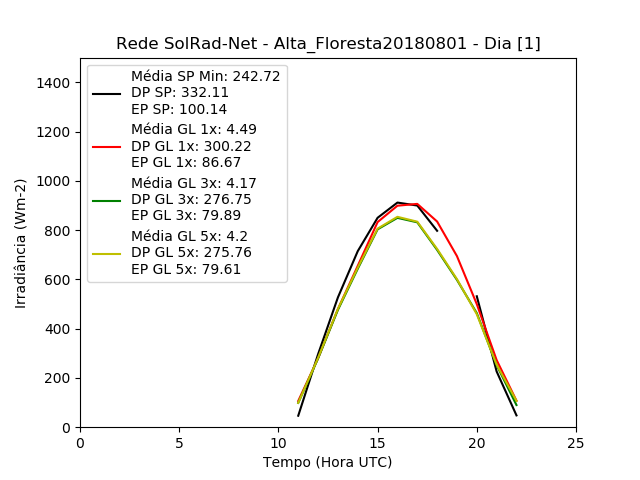 Rede SolRad-Net - Alta_Floresta20180801 - Dia [1]
Média SP Min: 242.72
DP SP: 332.11
EP SP: 100.14
Média GL 1x: 4.49
DP GL 1x: 300.22
EP GL 1x: 86.67
Média GL 3x: 4.17
DP GL 3x: 276.75
EP GL 3x: 79.89
Média GL 5x: 4.2
DP GL 5x: 275.76
EP GL 5x: 79.61
Irradiância (Wm-2)
1400
1200
1000
800
600
400
200
0
0 5 10 15 20 25
Tempo (Hora UTC)